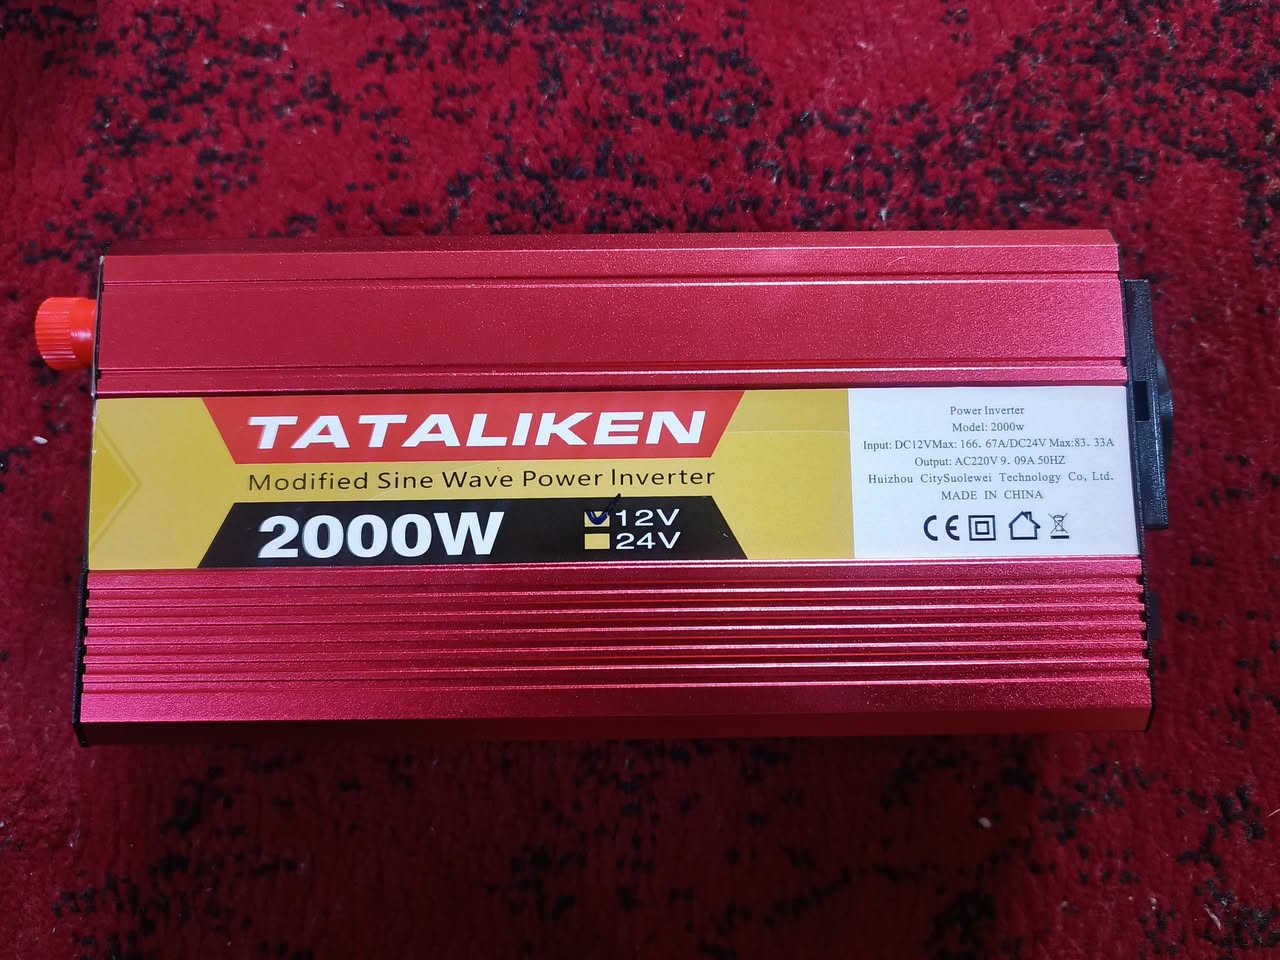 TATALIKEN
Modified Sine Wave Power Inverter
2000W
12V
24V
Power Inverter
Model: 2000w
Input: DC12VMax: 166. 67A/DC24V Max:83. 33A
Output: AC220V 9. 09A 50HZ
Huizhou CitySuolewei Technology Co, Ltd.
MADE IN CHINA
CE